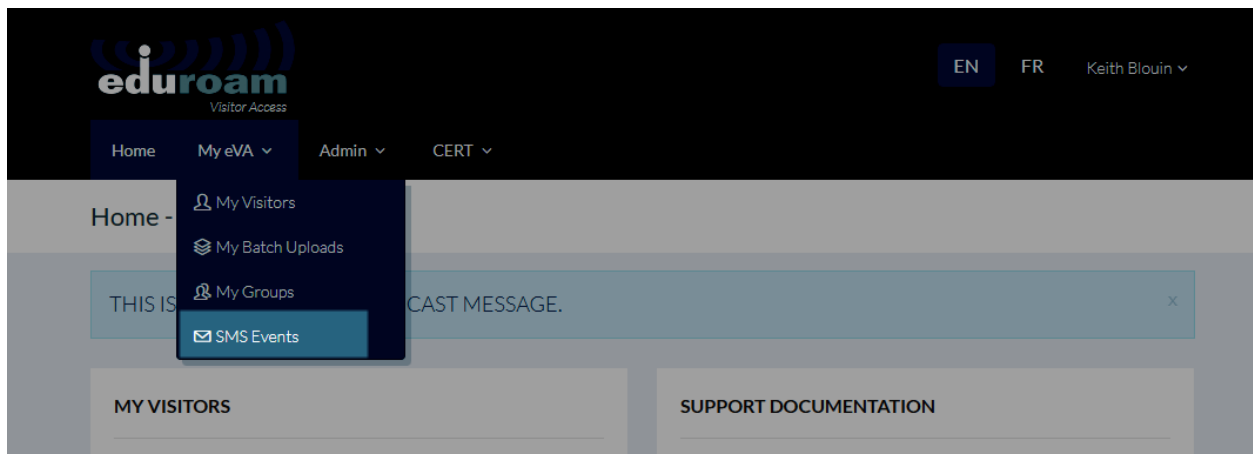 eduroam
Visitor Access
EN FR Keith Blouin
Home My eVA Admin CERT
Home -
My Visitors
My Batch Uploads
My Groups
SMS Events
THIS IS CAST MESSAGE.
x
MY VISITORS
SUPPORT DOCUMENTATION